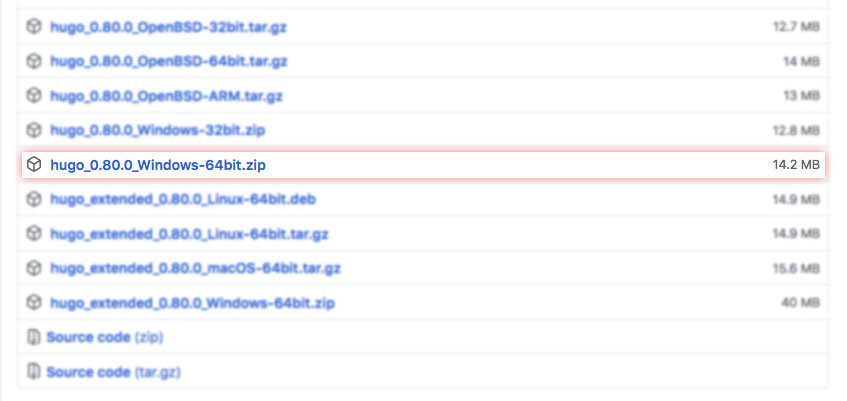 hugo_0.80.0_OpenBSD-32bit.tar.gz 12.7 MB
hugo_0.80.0_OpenBSD-64bit.tar.gz 14 MB
hugo_0.80.0_OpenBSD-ARM.tar.gz 13 MB
hugo_0.80.0_Windows-32bit.zip 12.8 MB
hugo_0.80.0_Windows-64bit.zip 14.2 MB
hugo_extended_0.80.0_Linux-64bit.deb 14.9 MB
hugo_extended_0.80.0_Linux-64bit.tar.gz 14.9 MB
hugo_extended_0.80.0_macOS-64bit.tar.gz 15.6 MB
hugo_extended_0.80.0_Windows-64bit.zip 40 MB
Source code (zip)
Source code (tar.gz)